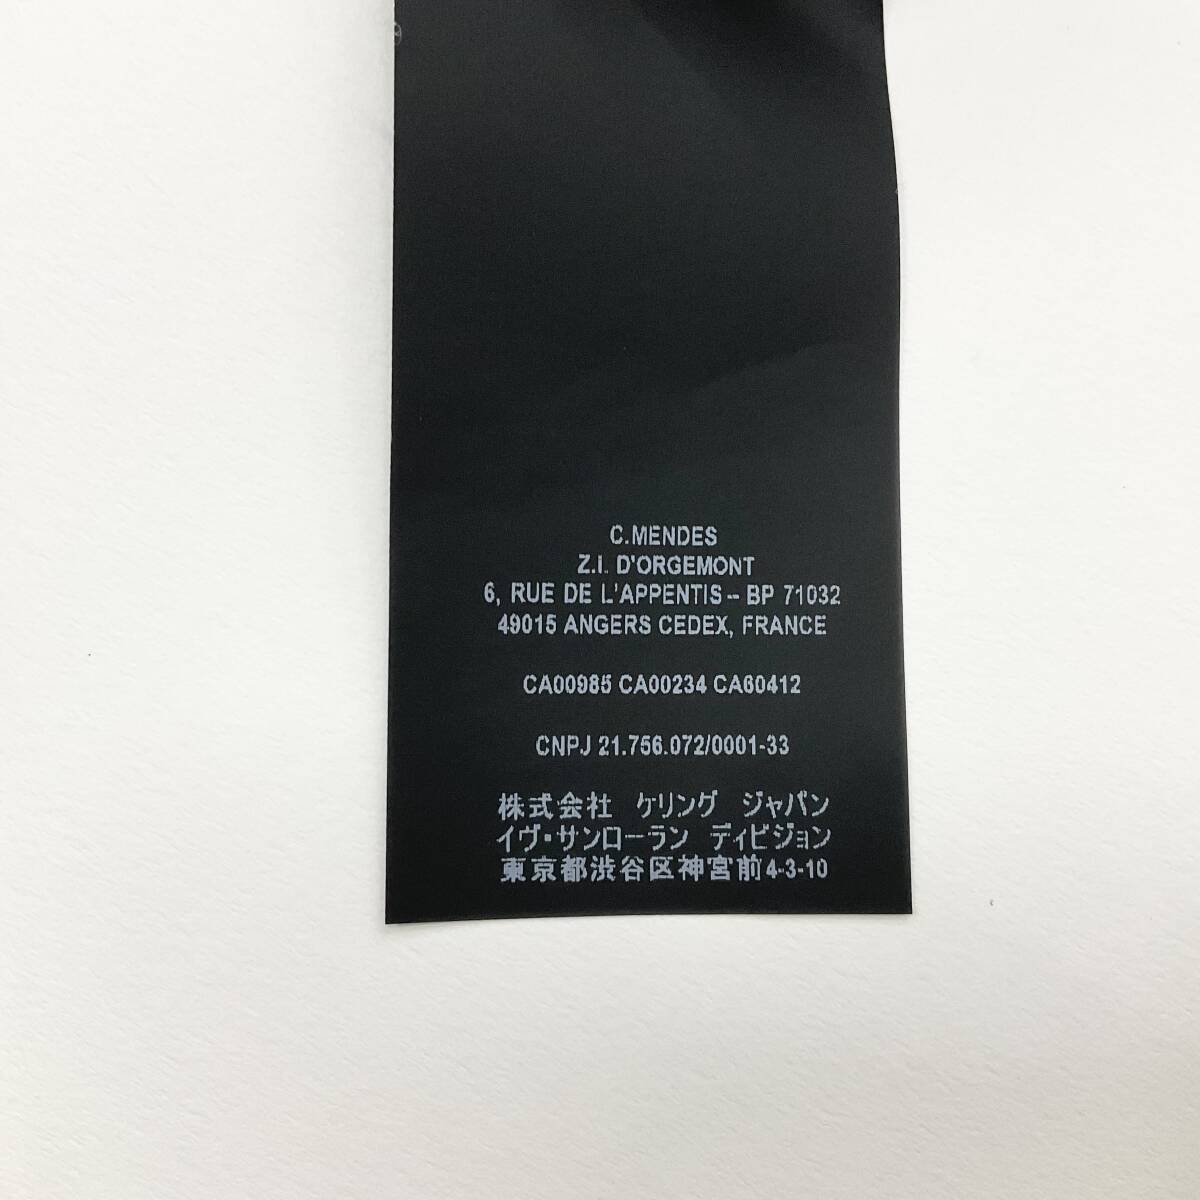 C.MENDES
Z.I. D'ORGEMONT
6, RUE DE L'APPENTIS – BP 71032
49015 ANGERS CEDEX, FRANCE
CA00985 CA00234 CA60412
CNPJ 21.756.072/0001-33
株式会社 ケリング ジャパン
イヴ・サンローラン ディビジョン
東京都渋谷区神宮前4-3-10